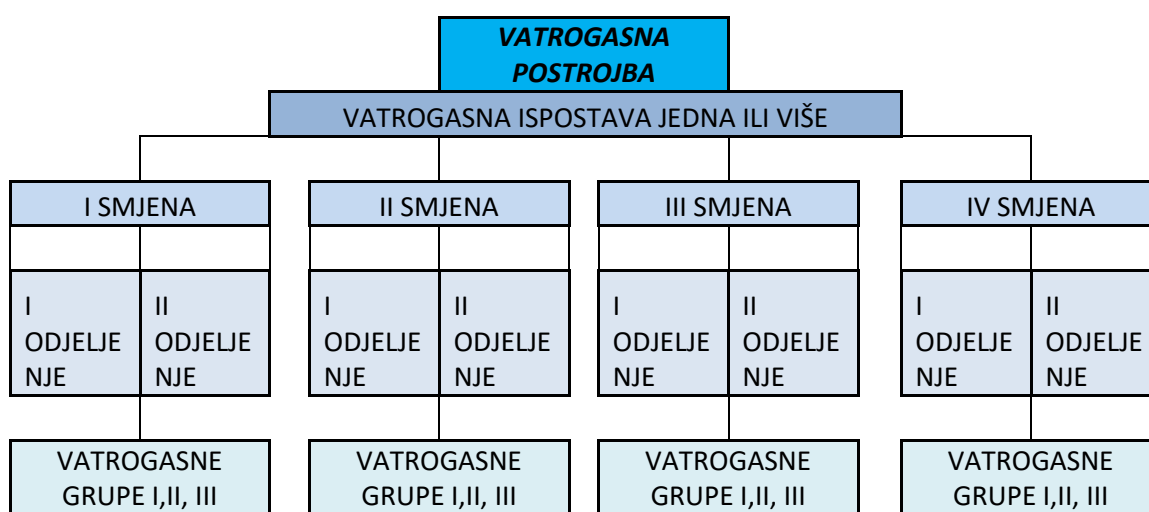 VATROGASNA
POSTROJBA
VATROGASNA ISPOSTAVA JEDNA ILI VIŠE
I SMJENA
II SMJENA
III SMJENA
IV SMJENA
I
ODJELJE
NJE
II
ODJELJE
NJE
I
ODJELJE
NJE
II
ODJELJE
NJE
I
ODJELJE
NJE
II
ODJELJE
NJE
I
ODJELJE
NJE
II
ODJELJE
NJE
VATROGASNE
GRUPE I,II, III
VATROGASNE
GRUPE I,II, III
VATROGASNE
GRUPE I,II, III
VATROGASNE
GRUPE I,II, III